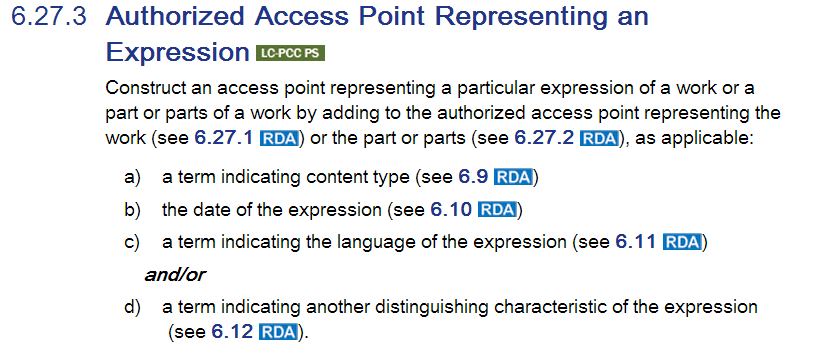 6.27.3 Authorized Access Point Representing an
Expression LC-PCC PS
Construct an access point representing a particular expression of a work or a
part or parts of a work by adding to the authorized access point representing the
work (see 6.27.1 RDA) or the part or parts (see 6.27.2 RDA), as applicable:
a) a term indicating content type (see 6.9 RDA)
b) the date of the expression (see 6.10 RDA)
c) a term indicating the language of the expression (see 6.11 RDA)
and/or
d) a term indicating another distinguishing characteristic of the expression
(see 6.12 RDA).